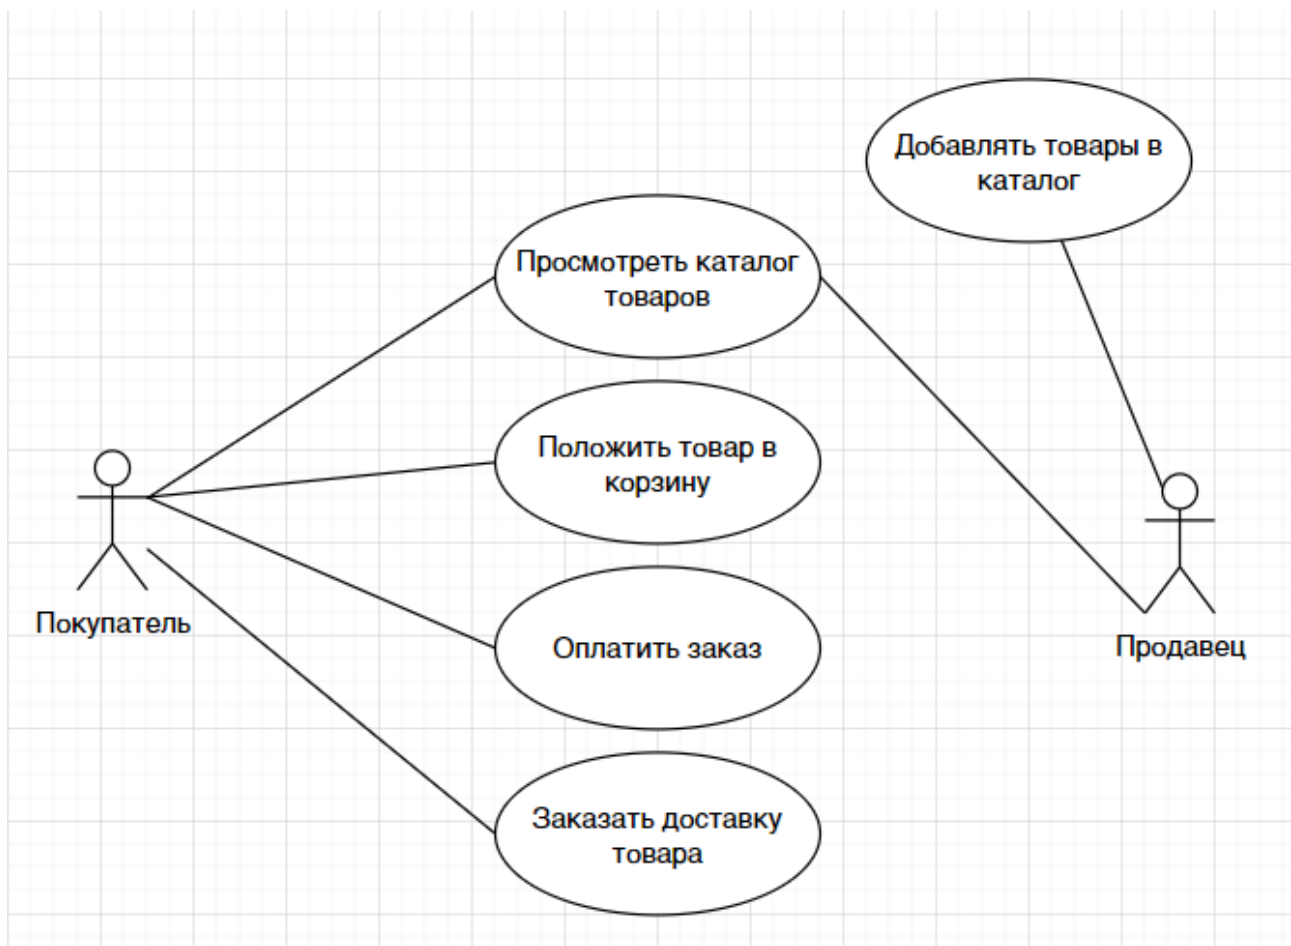 Добавлять товары в
каталог
Просмотреть каталог
товаров
Положить товар в
корзину
Покупатель
Оплатить заказ
Продавец
Заказать доставку
товара